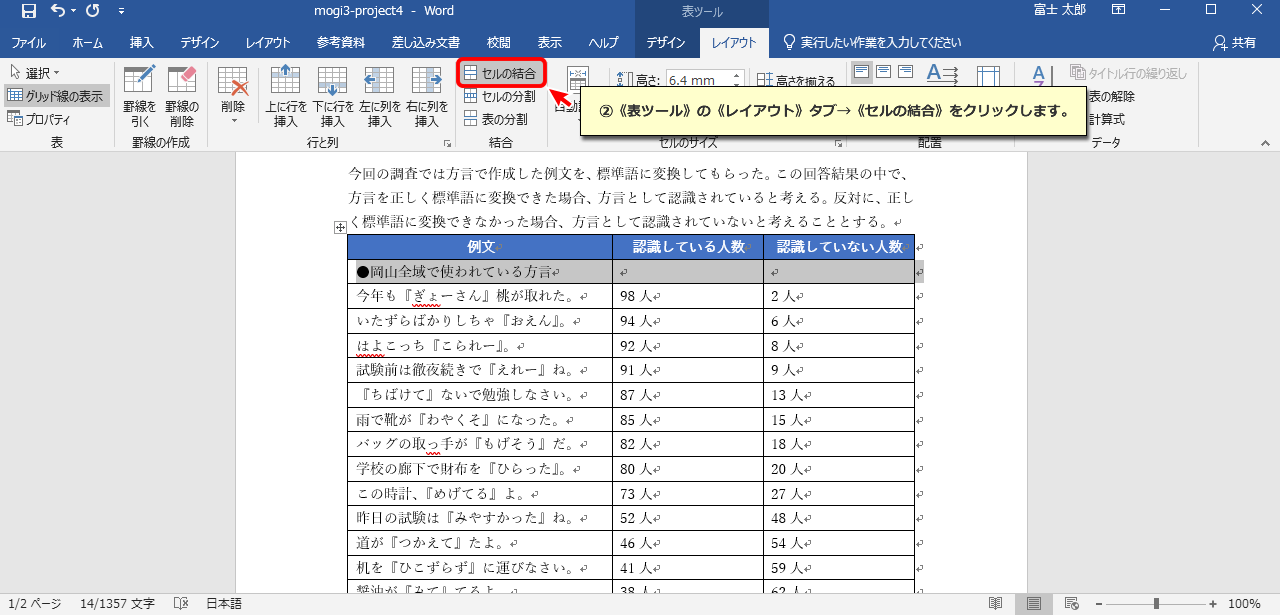 mogi3-project4 - Word
表ツール
富士 太郎
ファイル ホーム 挿入 デザイン レイアウト 参考資料 差し込み文書 校閲 表示 ヘルプ デザイン レイアウト 実行したい作業を入力してください 共有
選択
グリッド線の表示
プロパティ
表
罫線を引く
罫線の削除
罫線の作成
削除
上に行を挿入
下に行を挿入
左に列を挿入
右に列を挿入
行と列
セルの結合
セルの分割
表の分割
結合
高さ: 6.4 mm
高さを揃える
セルのサイズ
配置
タイトル行の繰り返し
表の解除
計算式
データ
②《表ツール》の《レイアウト》タブ→《セルの結合》をクリックします。
今回の調査では方言で作成した例文を、標準語に変換してもらった。この回答結果の中で、
方言を正しく標準語に変換できた場合、方言として認識されていると考える。反対に、正し
く標準語に変換できなかった場合、方言として認識されていないと考えることとする。
例文 認識している人数 認識していない人数
●岡山全域で使われている方言
今年も『ぎょーさん』桃が取れた。 98 人 2 人
いたずらばかりしちゃ『おえん』。 94 人 6 人
はよこっち『こられー』。 92 人 8 人
試験前は徹夜続きで『えれー』ね。 91 人 9 人
『ちばけて』ないで勉強しなさい。 87 人 13 人
雨で靴が『わやくそ』になった。 85 人 15 人
バッグの取っ手が『もげそう』だ。 82 人 18 人
学校の廊下で財布を『ひらった』。 80 人 20 人
この時計、『めげてる』よ。 73 人 27 人
昨日の試験は『みやすかった』ね。 52 人 48 人
道が『つかえて』たよ。 46 人 54 人
机を『ひこずらず』に運びなさい。 41 人 59 人
醤油が『みて』てるよ。 38 人 62 人
1/2 ページ 14/1357 文字 日本語 100%